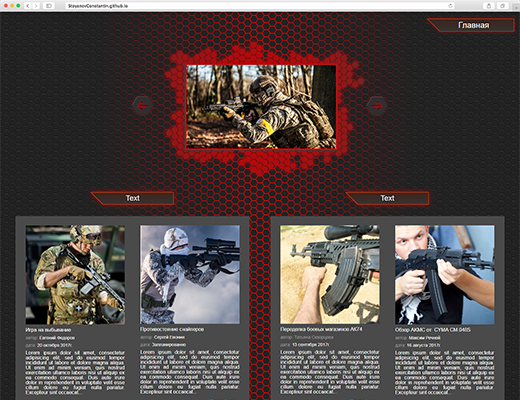 StoyanovConstantin.github.io
Главная
Text
Text
Игра на выбывание
автор: Евгений Федоров
дата: 20 октября 2017г.
Lorem ipsum dolor sit amet, consectetur adipisicing elit, sed do eiusmod tempor incididunt ut labore et dolore magna aliqua. Ut enim ad minim veniam, quis nostrud exercitation ullamco laboris nisi ut aliquip ex ea commodo consequat. Duis aute irure dolor in reprehenderit in voluptate velit esse cillum dolore eu fugiat nulla pariatur. Excepteur sint occaecat...
Противостояние снайперов
автор: Сергей Евохин
дата: Запланировано
Lorem ipsum dolor sit amet, consectetur adipisicing elit, sed do eiusmod tempor incididunt ut labore et dolore magna aliqua. Ut enim ad minim veniam, quis nostrud exercitation ullamco laboris nisi ut aliquip ex ea commodo consequat. Duis aute irure dolor in reprehenderit in voluptate velit esse cillum dolore eu fugiat nulla pariatur. Excepteur sint occaecat...
Переделка боевых магазинов АК74
автор: Татьяна
дата: 13 сентября 2017г.
Lorem ipsum dolor sit amet, consectetur adipisicing elit, sed do eiusmod tempor incididunt ut labore et dolore magna aliqua. Ut enim ad minim veniam, quis nostrud exercitation ullamco laboris nisi ut aliquip ex ea commodo consequat. Duis aute irure dolor in reprehenderit in voluptate velit esse cillum dolore eu fugiat nulla pariatur. Excepteur sint occaecat...
Обзор АКМС от CYMA CM 048S
автор: Максим
дата: 16 августа 2017г.
Lorem ipsum dolor sit amet, consectetur adipisicing elit, sed do eiusmod tempor incididunt ut labore et dolore magna aliqua. Ut enim ad minim veniam, quis nostrud exercitation ullamco laboris nisi ut aliquip ex ea commodo consequat. Duis aute irure dolor in reprehenderit in voluptate velit esse cillum dolore eu fugiat nulla pariatur. Excepteur sint occaecat...